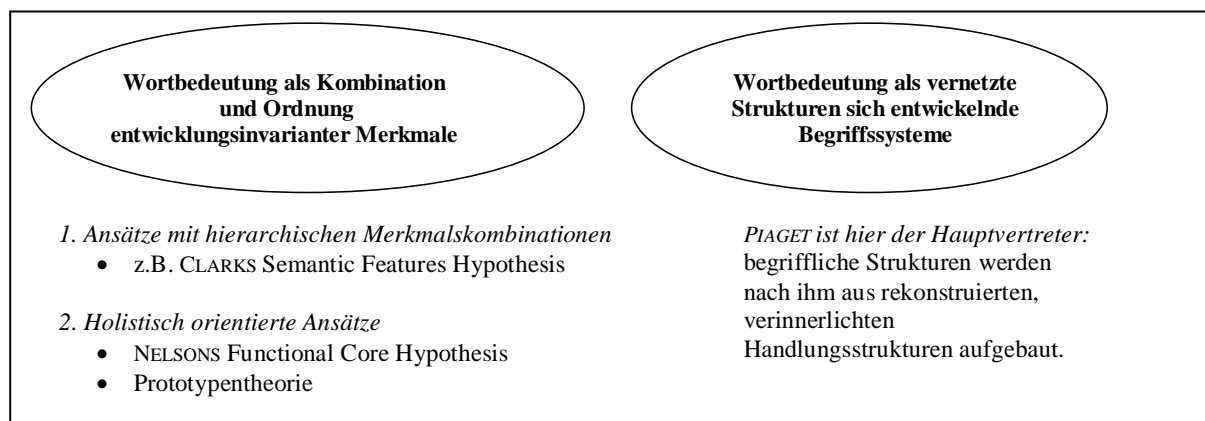 Wortbedeutung als Kombination
und Ordnung
entwicklungsinvarianter Merkmale
1. Ansätze mit hierarchischen Merkmalskombinationen
• z.B. CLARKS Semantic Features Hypothesis
2. Holistisch orientierte Ansätze
• NELSONS Functional Core Hypothesis
• Prototypentheorie
Wortbedeutung als vernetzte
Strukturen sich entwickelnde
Begriffssysteme
PIAGET ist hier der Hauptvertreter:
begriffliche Strukturen werden
nach ihm aus rekonstruierten,
verinnerlichten
Handlungsstrukturen aufgebaut.